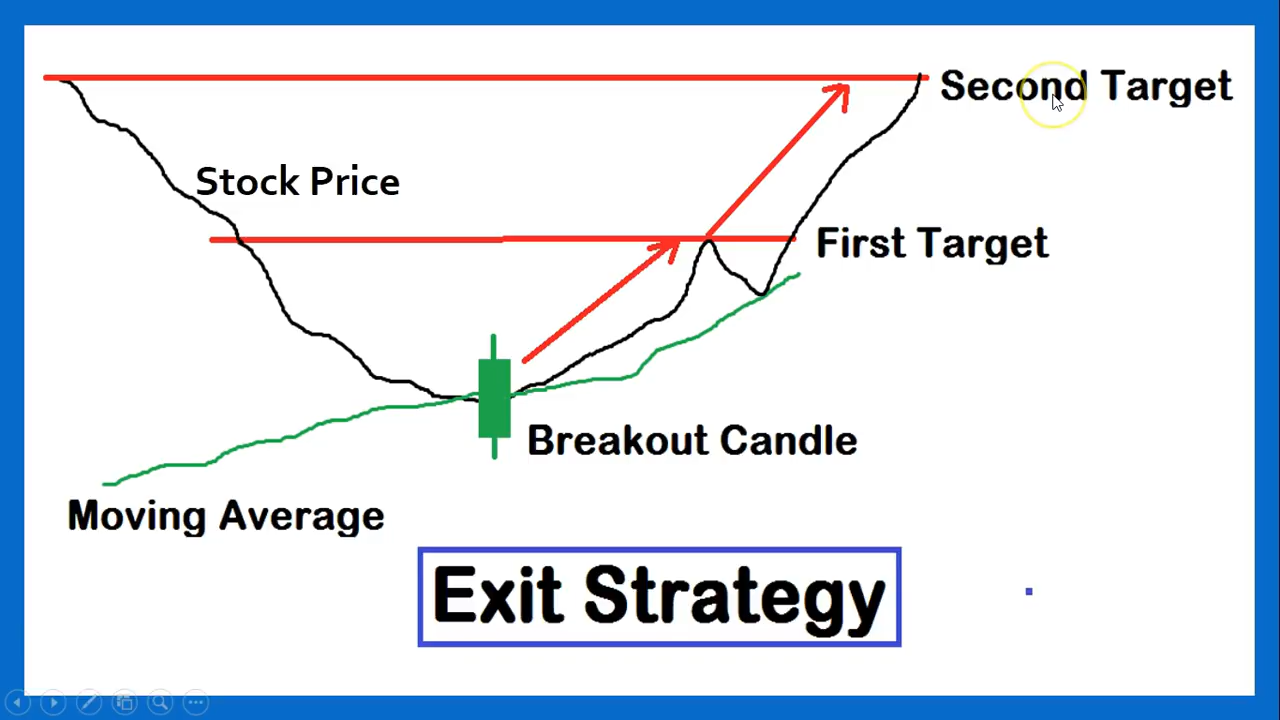 Second Target
Stock Price
First Target
Breakout Candle
Moving Average
Exit Strategy